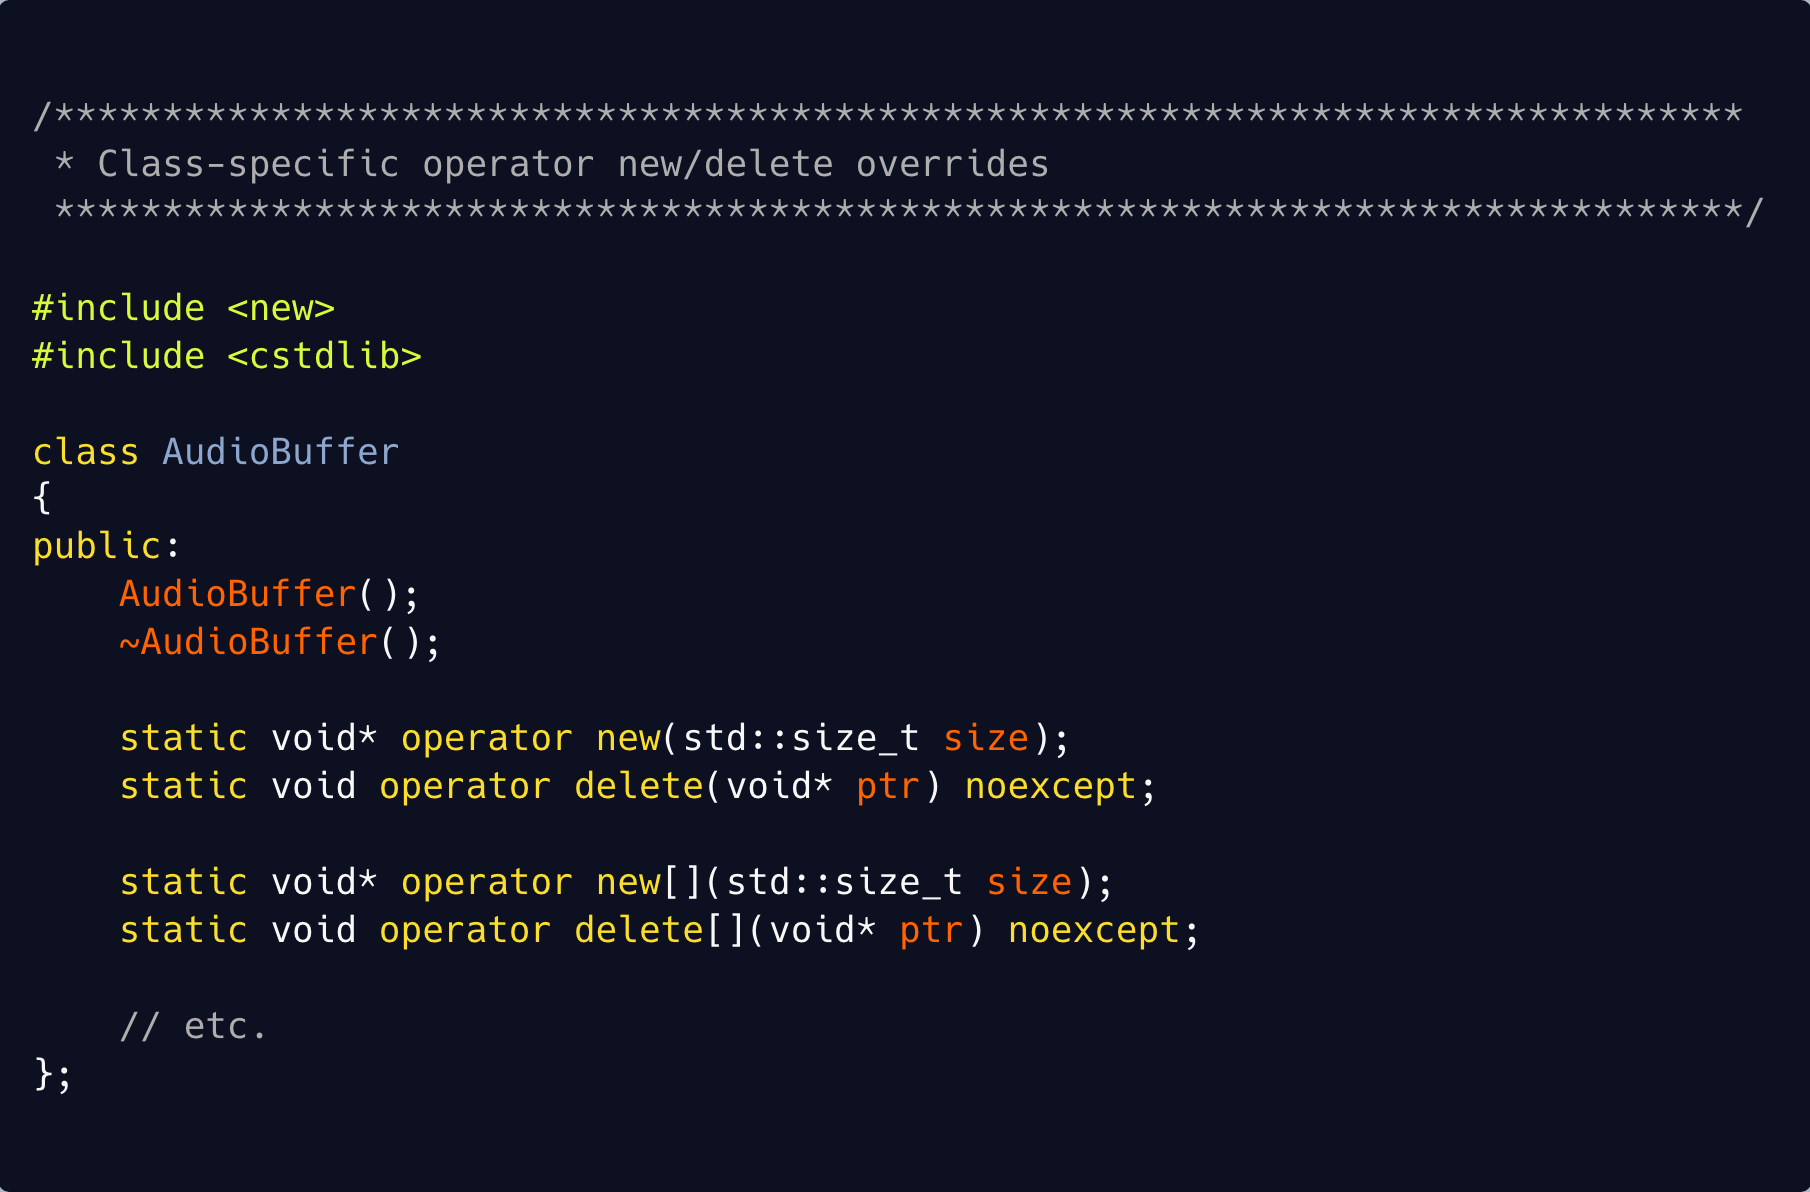 /******************************************************************************
 * Class-specific operator new/delete overrides
 ******************************************************************************/

#include <new>
#include <cstdlib>

class AudioBuffer
{
public:
    AudioBuffer();
    ~AudioBuffer();

    static void* operator new(std::size_t size);
    static void operator delete(void* ptr) noexcept;

    static void* operator new[](std::size_t size);
    static void operator delete[](void* ptr) noexcept;

    // etc.
};